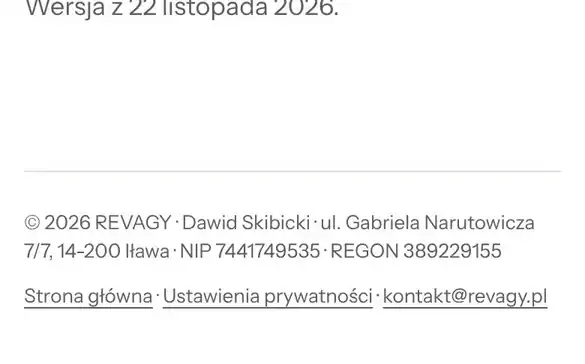 Wersja z 22 listopada 2026.
© 2026 REVAGY · Dawid Skibicki · ul. Gabriela Narutowicza
7/7, 14-200 Iława · NIP 7441749535 · REGON 389229155
Strona główna · Ustawienia prywatności · kontakt@revagy.pl